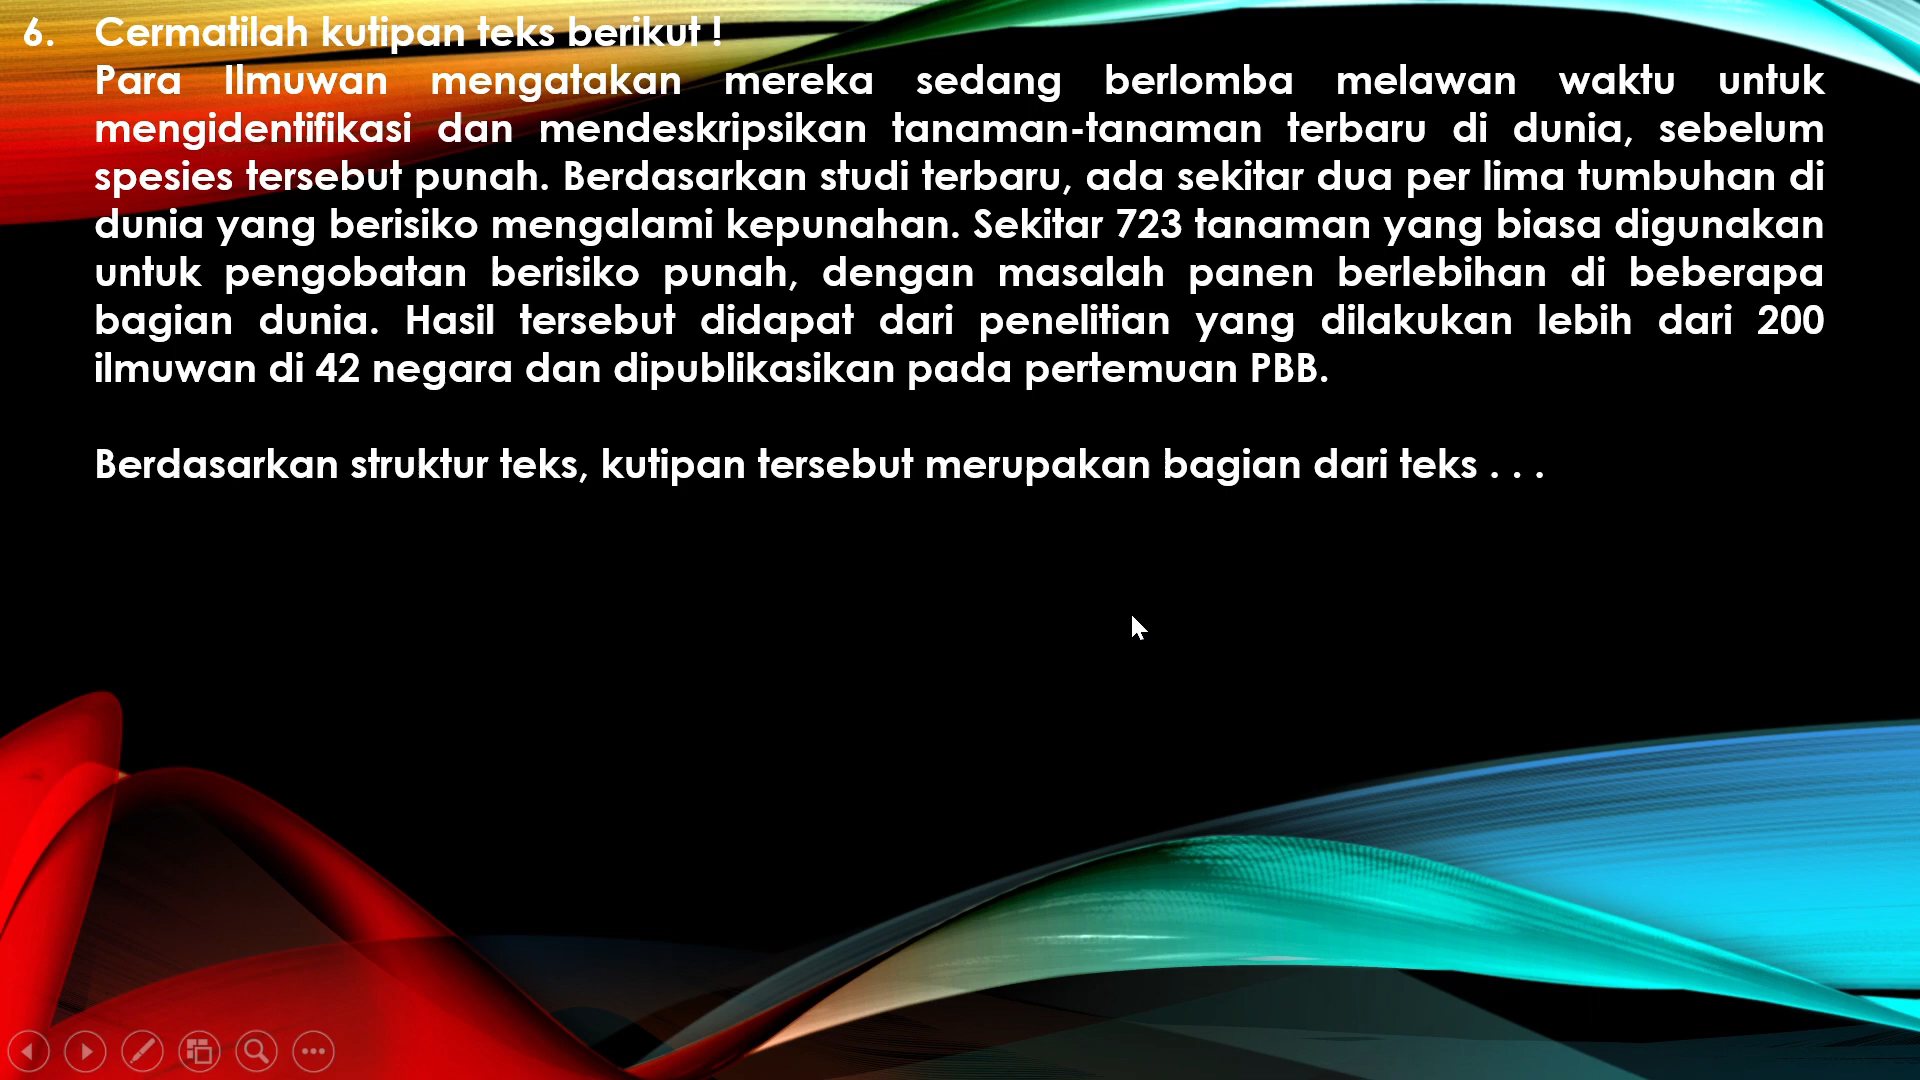 6. Cermatilah kutipan teks berikut !
Para Ilmuwan mengatakan mereka sedang berlomba melawan waktu untuk
mengidentifikasi dan mendeskripsikan tanaman-tanaman terbaru di dunia, sebelum
spesies tersebut punah. Berdasarkan studi terbaru, ada sekitar dua per lima tumbuhan di
dunia yang berisiko mengalami kepunahan. Sekitar 723 tanaman yang biasa digunakan
untuk pengobatan berisiko punah, dengan masalah panen berlebihan di beberapa
bagian dunia. Hasil tersebut didapat dari penelitian yang dilakukan lebih dari 200
ilmuwan di 42 negara dan dipublikasikan pada pertemuan PBB.
Berdasarkan struktur teks, kutipan tersebut merupakan bagian dari teks . . .